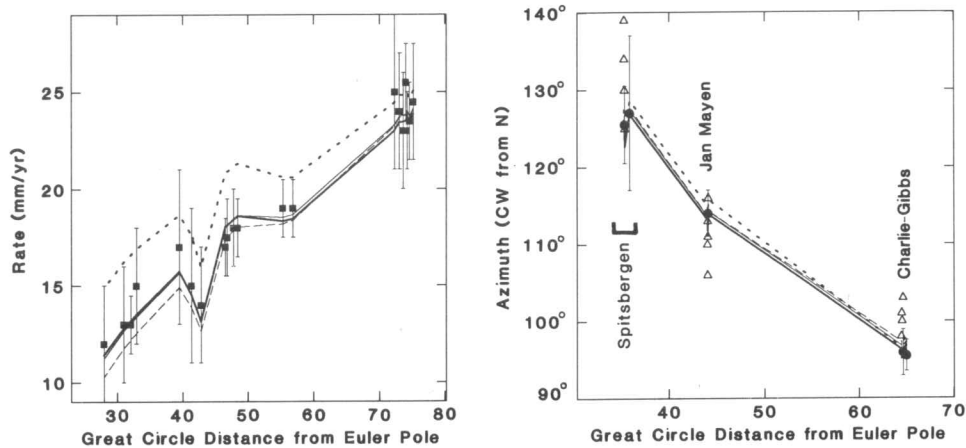 Rate (mm/yr)
25
20
15
10
30 40 50 60 70 80
Great Circle Distance from Euler Pole
Azimuth (CW from N)
140°
130°
120°
110°
100°
90°
Spitsbergen
Jan Mayen
Charlie-Gibbs
40 50 60 70
Great Circle Distance from Euler Pole